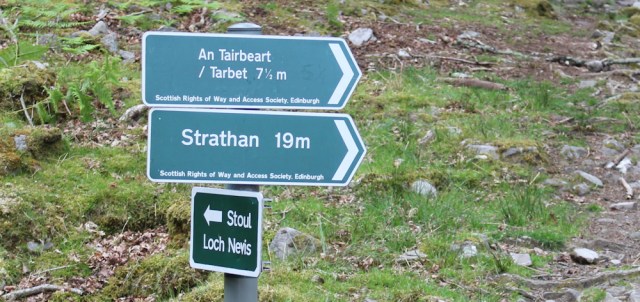 An Tairbeart
/ Tarbet 7½ m
Scottish Rights of Way and Access Society, Edinburgh
Strathan 19m
Scottish Rights of Way and Access Society, Edinburgh
Stoul
Loch Nevis